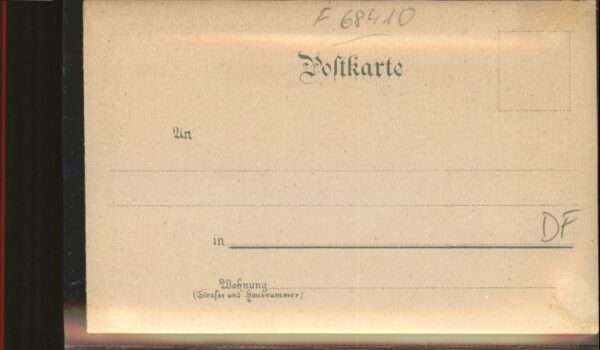 F 68410
Postkarte
An
in
DF
Wohnung
(Strasse und Hausnummer)